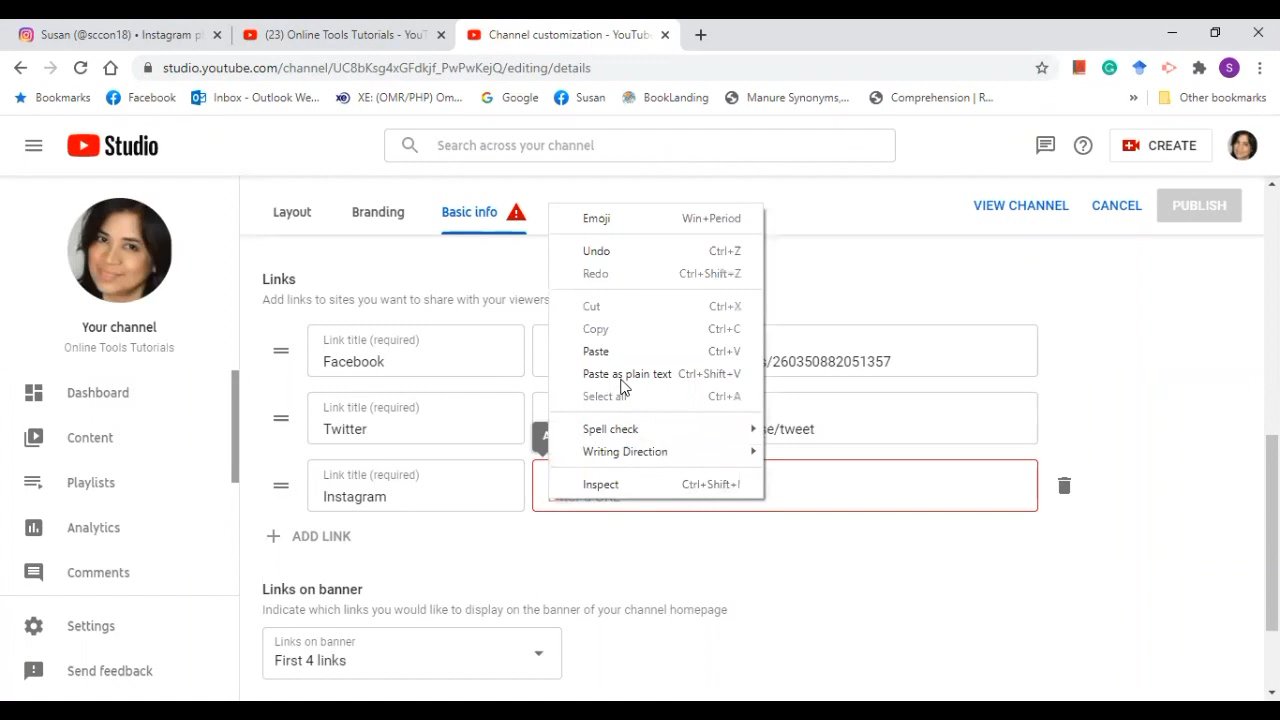 Susan (@sccon18) • Instagram p
(23) Online Tools Tutorials - YouT
Channel customization - YouTube
studio.youtube.com/channel/UC8bKsg4xGFdkjf_PwPwKejQ/editing/details
Bookmarks
Facebook
Inbox - Outlook We...
XE: (OMR/PHP) Om...
Google
Susan
BookLanding
Manure Synonyms,...
Comprehension | R...
»
Other bookmarks
S
Studio
Search across your channel
CREATE
Layout
Branding
Basic info
VIEW CHANNEL
CANCEL
PUBLISH
Your channel
Online Tools Tutorials
Dashboard
Content
Playlists
Analytics
Comments
Settings
Send feedback
Links
Add links to sites you want to share with your viewers
Link title (required)
Facebook
s/260350882051357
Link title (required)
Twitter
se/tweet
Link title (required)
Instagram
+ ADD LINK
Links on banner
Indicate which links you would like to display on the banner of your channel homepage
Links on banner
First 4 links
Emoji Win+Period
Undo Ctrl+Z
Redo Ctrl+Shift+Z
Cut Ctrl+X
Copy Ctrl+C
Paste Ctrl+V
Paste as plain text Ctrl+Shift+V
Select all Ctrl+A
Spell check
Writing Direction
Inspect Ctrl+Shift+I